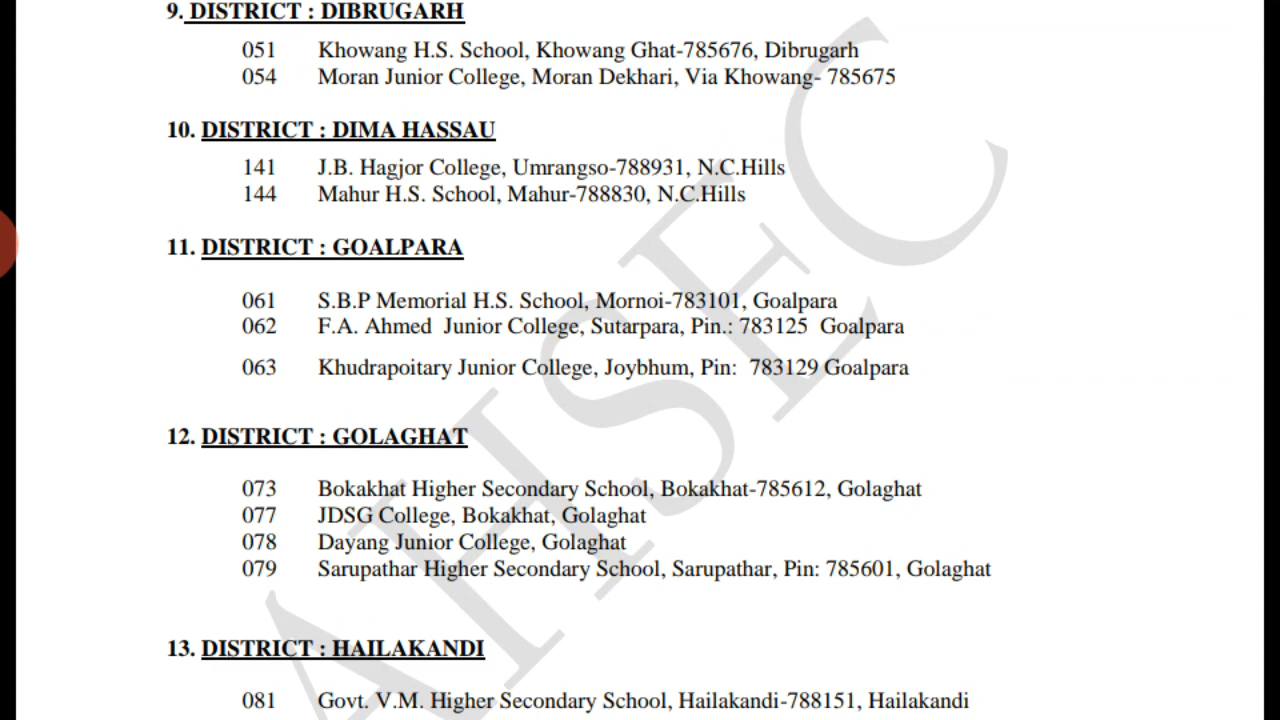 9. DISTRICT : DIBRUGARH
051 Khowang H.S. School, Khowang Ghat-785676, Dibrugarh
054 Moran Junior College, Moran Dekhari, Via Khowang- 785675
10. DISTRICT : DIMA HASSAU
141 J.B. Hagjor College, Umrangso-788931, N.C.Hills
144 Mahur H.S. School, Mahur-788830, N.C.Hills
11. DISTRICT : GOALPARA
061 S.B.P Memorial H.S. School, Mornoi-783101, Goalpara
062 F.A. Ahmed Junior College, Sutarpara, Pin.: 783125 Goalpara
063 Khudrapoitary Junior College, Joybhum, Pin: 783129 Goalpara
12. DISTRICT : GOLAGHAT
073 Bokakhat Higher Secondary School, Bokakhat-785612, Golaghat
077 JDSG College, Bokakhat, Golaghat
078 Dayang Junior College, Golaghat
079 Sarupathar Higher Secondary School, Sarupathar, Pin: 785601, Golaghat
13. DISTRICT : HAILAKANDI
081 Govt. V.M. Higher Secondary School, Hailakandi-788151, Hailakandi
AHSEC